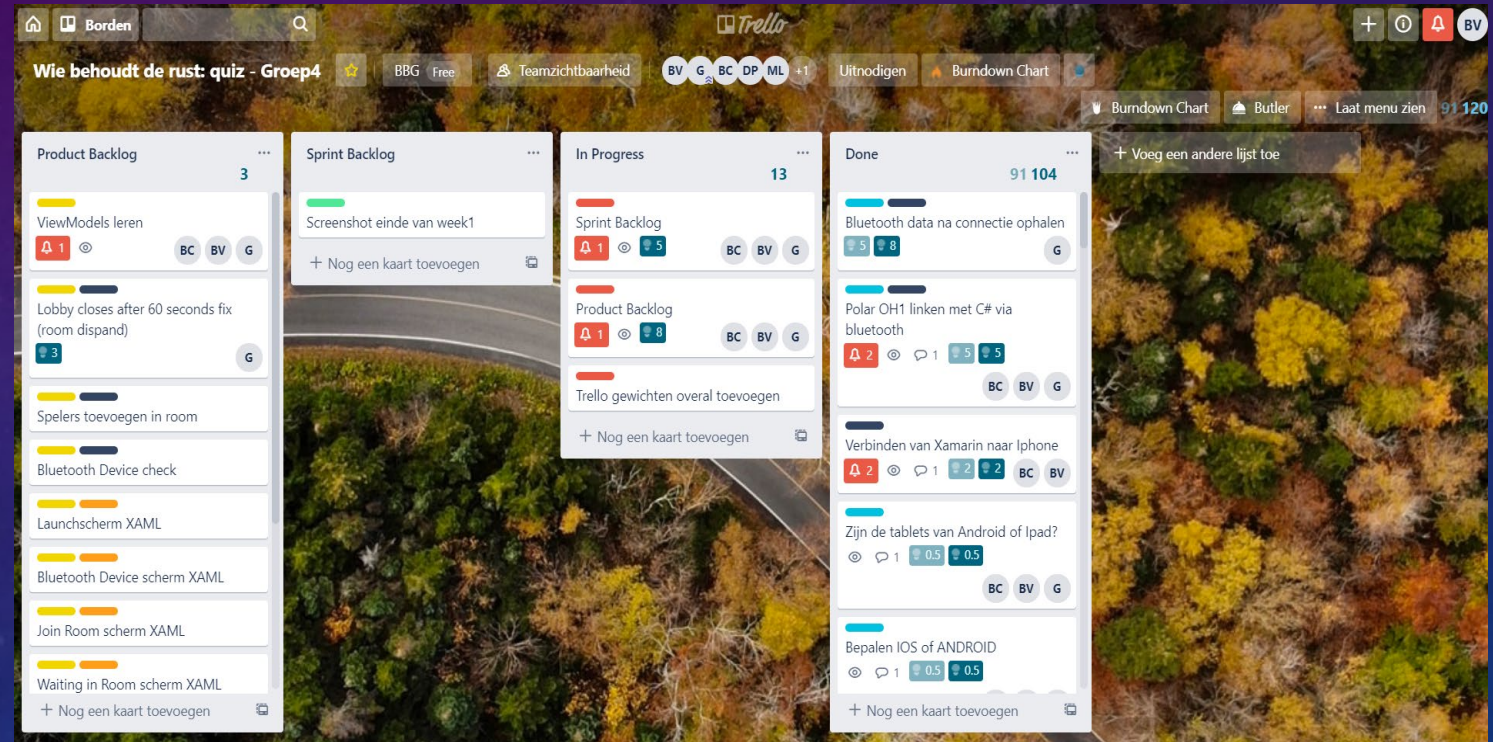 Borden
Trello
BV
Wie behoudt de rust: quiz - Groep4
BBG Free
Teamzichtbaarheid
BV G BC DP ML +1
Uitnodigen
Burndown Chart
Burndown Chart
Butler
··· Laat menu zien
91 120
Product Backlog ···
3
ViewModels leren
1 BC BV G
Lobby closes after 60 seconds fix
(room dispand)
3 G
Spelers toevoegen in room
Bluetooth Device check
Launchscherm XAML
Bluetooth Device scherm XAML
Join Room scherm XAML
Waiting in Room scherm XAML
+ Nog een kaart toevoegen
Sprint Backlog ···
Screenshot einde van week1
+ Nog een kaart toevoegen
In Progress ···
13
Sprint Backlog
1 5 BC BV G
Product Backlog
1 8 BC BV G
Trello gewichten overal toevoegen
+ Nog een kaart toevoegen
Done ···
91 104
Bluetooth data na connectie ophalen
5 8 G
Polar OH1 linken met C# via
bluetooth
2 1 5 5
BC BV G
Verbinden van Xamarin naar Iphone
2 1 2 2 BC BV
Zijn de tablets van Android of Ipad?
1 0.5 0.5
BC BV G
Bepalen IOS of ANDROID
1 0.5 0.5
+ Nog een kaart toevoegen
+ Voeg een andere lijst toe